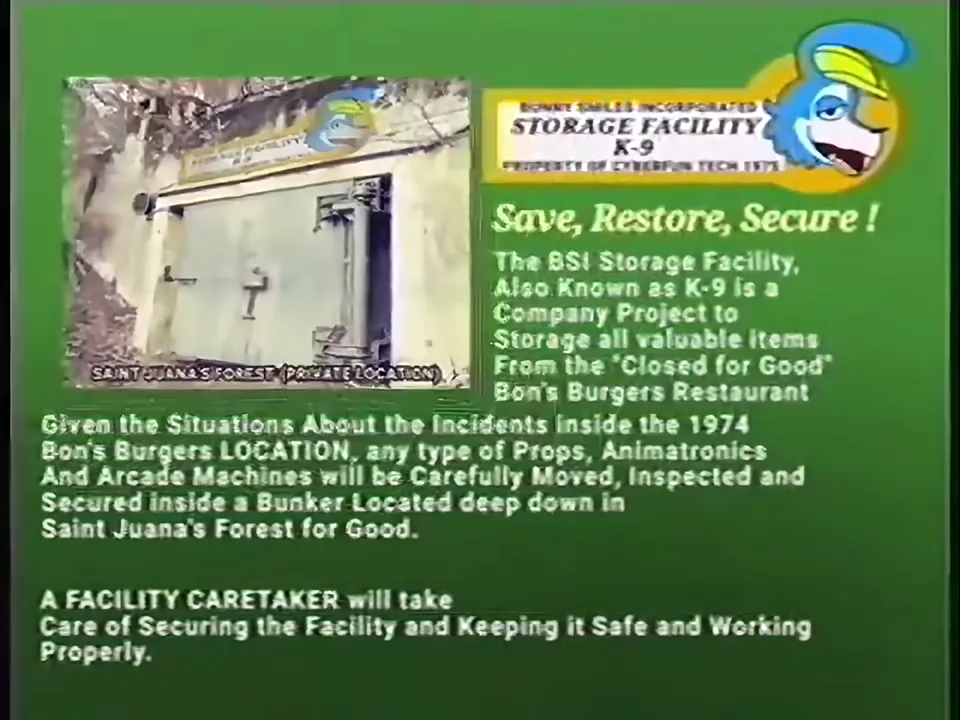 BUNNY SMILES INCORPORATED
STORAGE FACILITY
K-9
PROPERTY OF CYBERFUN TECH 1975
STORAGE FACILITY
K-9
SAINT JUANA'S FOREST (PRIVATE LOCATION)
Save, Restore, Secure !
The BSI Storage Facility,
Also Known as K-9 is a
Company Project to
Storage all valuable items
From the "Closed for Good"
Bon's Burgers Restaurant
Given the Situations About the Incidents inside the 1974
Bon's Burgers LOCATION, any type of Props, Animatronics
And Arcade Machines will be Carefully Moved, Inspected and
Secured inside a Bunker Located deep down in
Saint Juana's Forest for Good.
A FACILITY CARETAKER will take
Care of Securing the Facility and Keeping it Safe and Working
Properly.